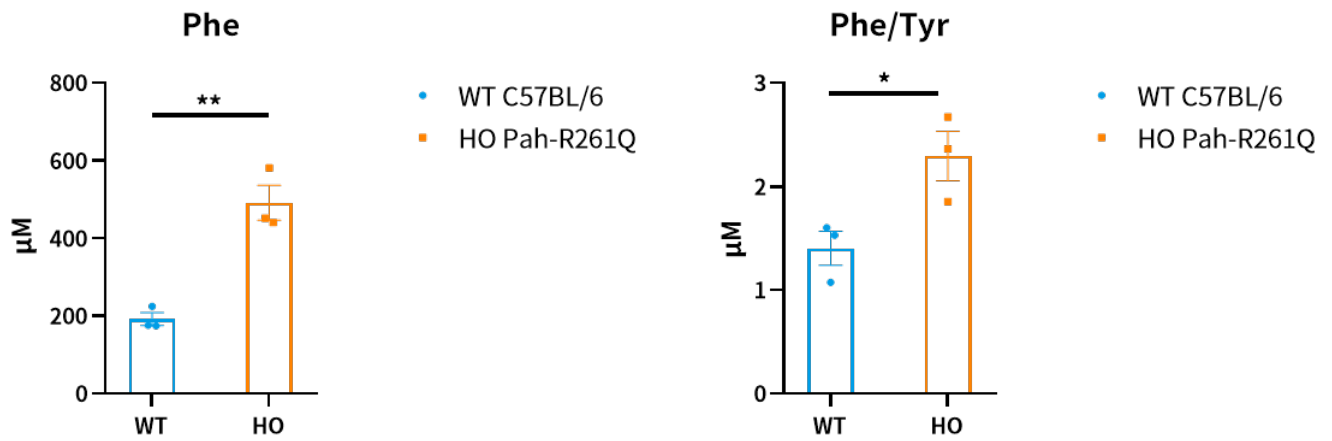 Phe
800
600
400
200
0
μM
**
WT
HO
WT C57BL/6
HO Pah-R261Q
Phe/Tyr
3
2
1
0
μM
*
WT
HO
WT C57BL/6
HO Pah-R261Q